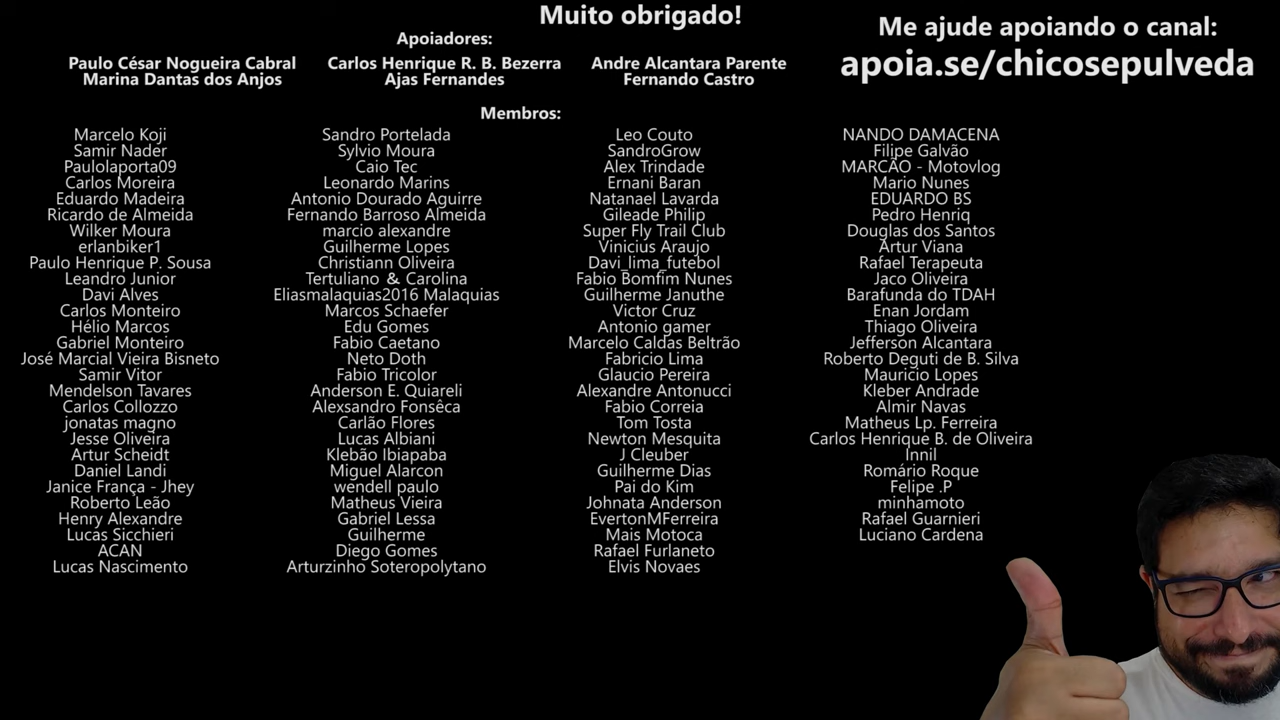 Muito obrigado!
Apoiadores:
Paulo César Nogueira Cabral
Marina Dantas dos Anjos
Carlos Henrique R. B. Bezerra
Ajas Fernandes
Andre Alcantara Parente
Fernando Castro
Me ajude apoiando o canal:
apoia.se/chicosepulveda
Membros:
Marcelo Koji
Samir Nader
Paulolaporta09
Carlos Moreira
Eduardo Madeira
Ricardo de Almeida
Wilker Moura
erlanbiker1
Paulo Henrique P. Sousa
Leandro Junior
Davi Alves
Carlos Monteiro
Hélio Marcos
Gabriel Monteiro
José Marcial Vieira Bisneto
Samir Vitor
Mendelson Tavares
Carlos Collozzo
jonatas magno
Jesse Oliveira
Artur Scheidt
Daniel Landi
Janice França - Jhey
Roberto Leão
Henry Alexandre
Lucas Sicchieri
ACAN
Lucas Nascimento
Sandro Portelada
Sylvio Moura
Caio Tec
Leonardo Marins
Antonio Dourado Aguirre
Fernando Barroso Almeida
marcio alexandre
Guilherme Lopes
Christiann Oliveira
Tertuliano & Carolina
Eliasmalaquias2016 Malaquias
Marcos Schaefer
Edu Gomes
Fabio Caetano
Neto Doth
Fabio Tricolor
Anderson E. Quiareli
Alexsandro Fonsêca
Carlão Flores
Lucas Albiani
Klebão Ibiapaba
Miguel Alarcon
wendell paulo
Matheus Vieira
Gabriel Lessa
Guilherme
Diego Gomes
Arturzinho Soteropolytano
Leo Couto
SandroGrow
Alex Trindade
Ernani Baran
Natanael Lavarda
Gileade Philip
Super Fly Trail Club
Vinicius Araujo
Davi_lima_futebol
Fabio Bomfim Nunes
Guilherme Januthe
Victor Cruz
Antonio gamer
Marcelo Caldas Beltrão
Fabricio Lima
Glaucio Pereira
Alexandre Antonucci
Fabio Correia
Tom Tosta
Newton Mesquita
J Cleuber
Guilherme Dias
Pai do Kim
Johnata Anderson
EvertonMFerreira
Mais Motoca
Rafael Furlaneto
Elvis Novaes
NANDO DAMACENA
Filipe Galvão
MARCÃO - Motovlog
Mario Nunes
EDUARDO BS
Pedro Henriq
Douglas dos Santos
Artur Viana
Rafael Terapeuta
Jaco Oliveira
Barafunda do TDAH
Enan Jordam
Thiago Oliveira
Jefferson Alcantara
Roberto Deguti de B. Silva
Mauricio Lopes
Kleber Andrade
Almir Navas
Matheus Lp. Ferreira
Carlos Henrique B. de Oliveira
Innil
Romário Roque
Felipe .P
minhamoto
Rafael Guarnieri
Luciano Cardena